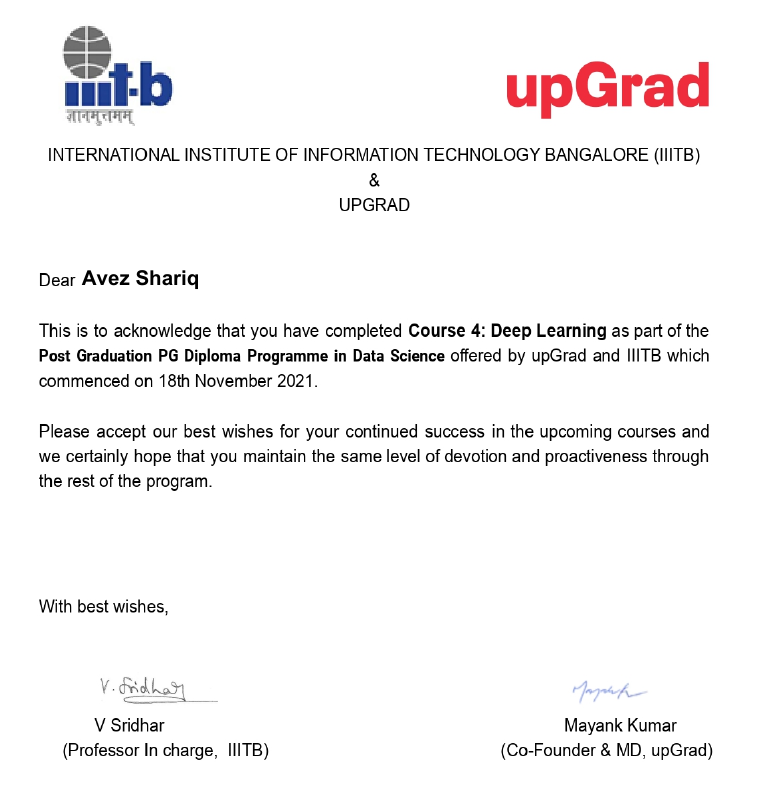 iiit-b
ज्ञानमुत्तमम्
upGrad
INTERNATIONAL INSTITUTE OF INFORMATION TECHNOLOGY BANGALORE (IIITB)
&
UPGRAD
Dear Avez Shariq
This is to acknowledge that you have completed Course 4: Deep Learning as part of the
Post Graduation PG Diploma Programme in Data Science offered by upGrad and IIITB which
commenced on 18th November 2021.
Please accept our best wishes for your continued success in the upcoming courses and
we certainly hope that you maintain the same level of devotion and proactiveness through
the rest of the program.
With best wishes,
V. Sridhar
Mayank
V Sridhar
Mayank Kumar
(Professor In charge, IIITB)
(Co-Founder & MD, upGrad)